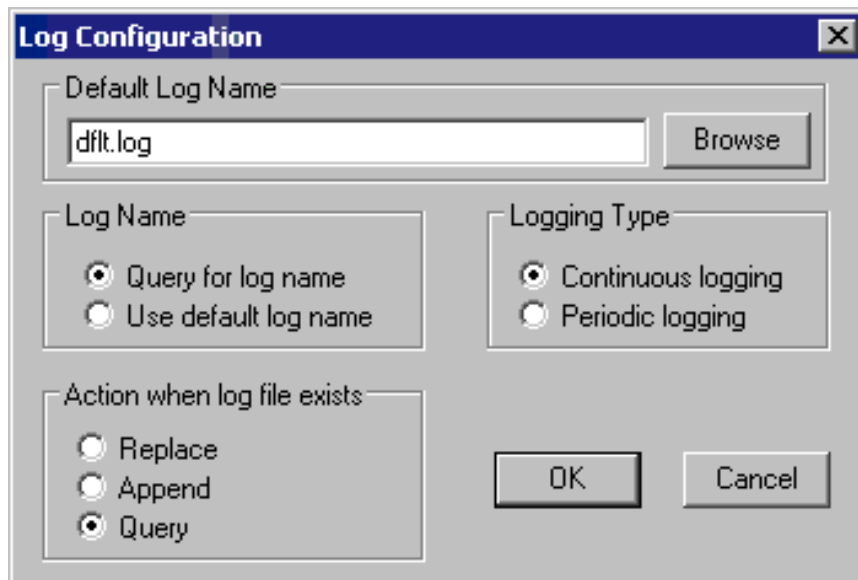 Log Configuration
Default Log Name
dflt.log
Browse
Log Name
Query for log name
Use default log name
Logging Type
Continuous logging
Periodic logging
Action when log file exists
Replace
Append
Query
OK
Cancel